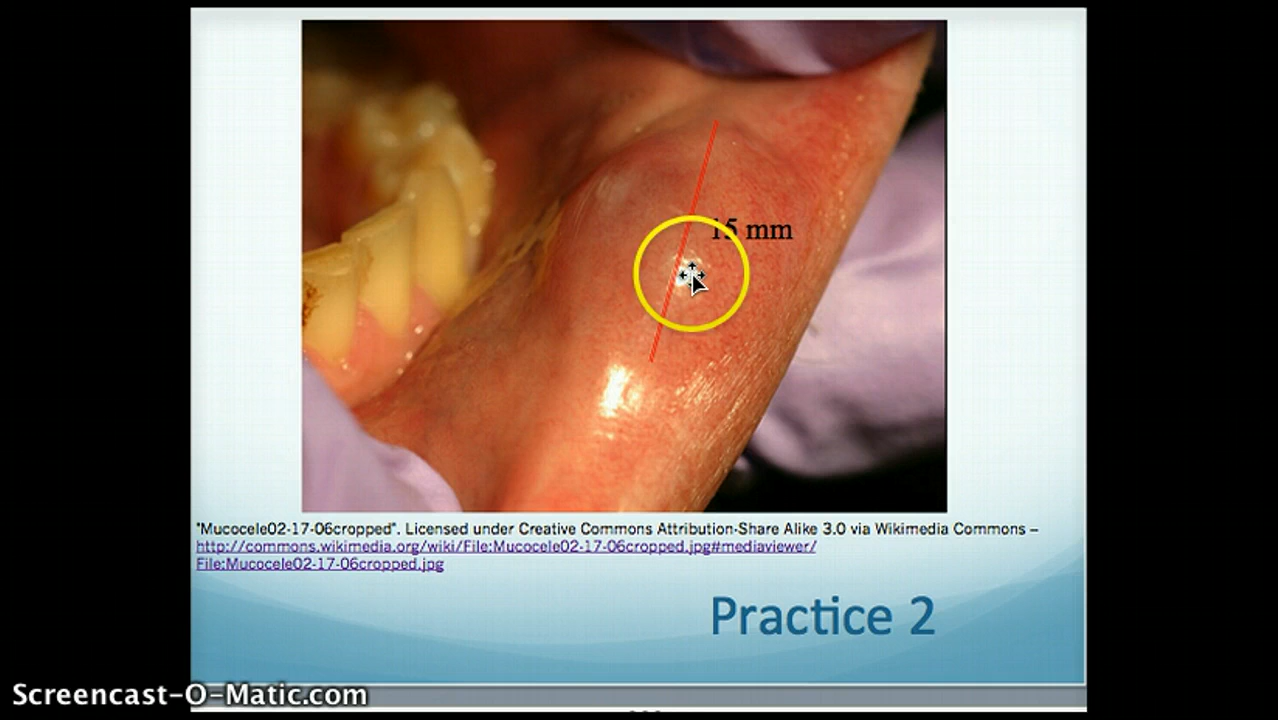 15 mm
"Mucocele02-17-06cropped". Licensed under Creative Commons Attribution-Share Alike 3.0 via Wikimedia Commons –
http://commons.wikimedia.org/wiki/File:Mucocele02-17-06cropped.jpg#mediaviewer/
File:Mucocele02-17-06cropped.jpg
Practice 2
Screencast-O-Matic.com